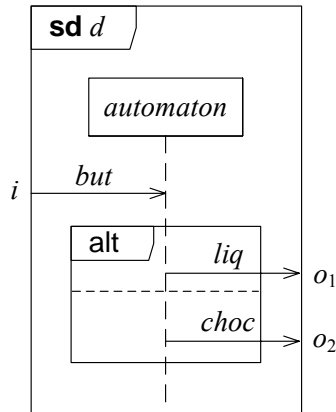 sd d
automaton
but
i
alt
liq
o₁
choc
o₂